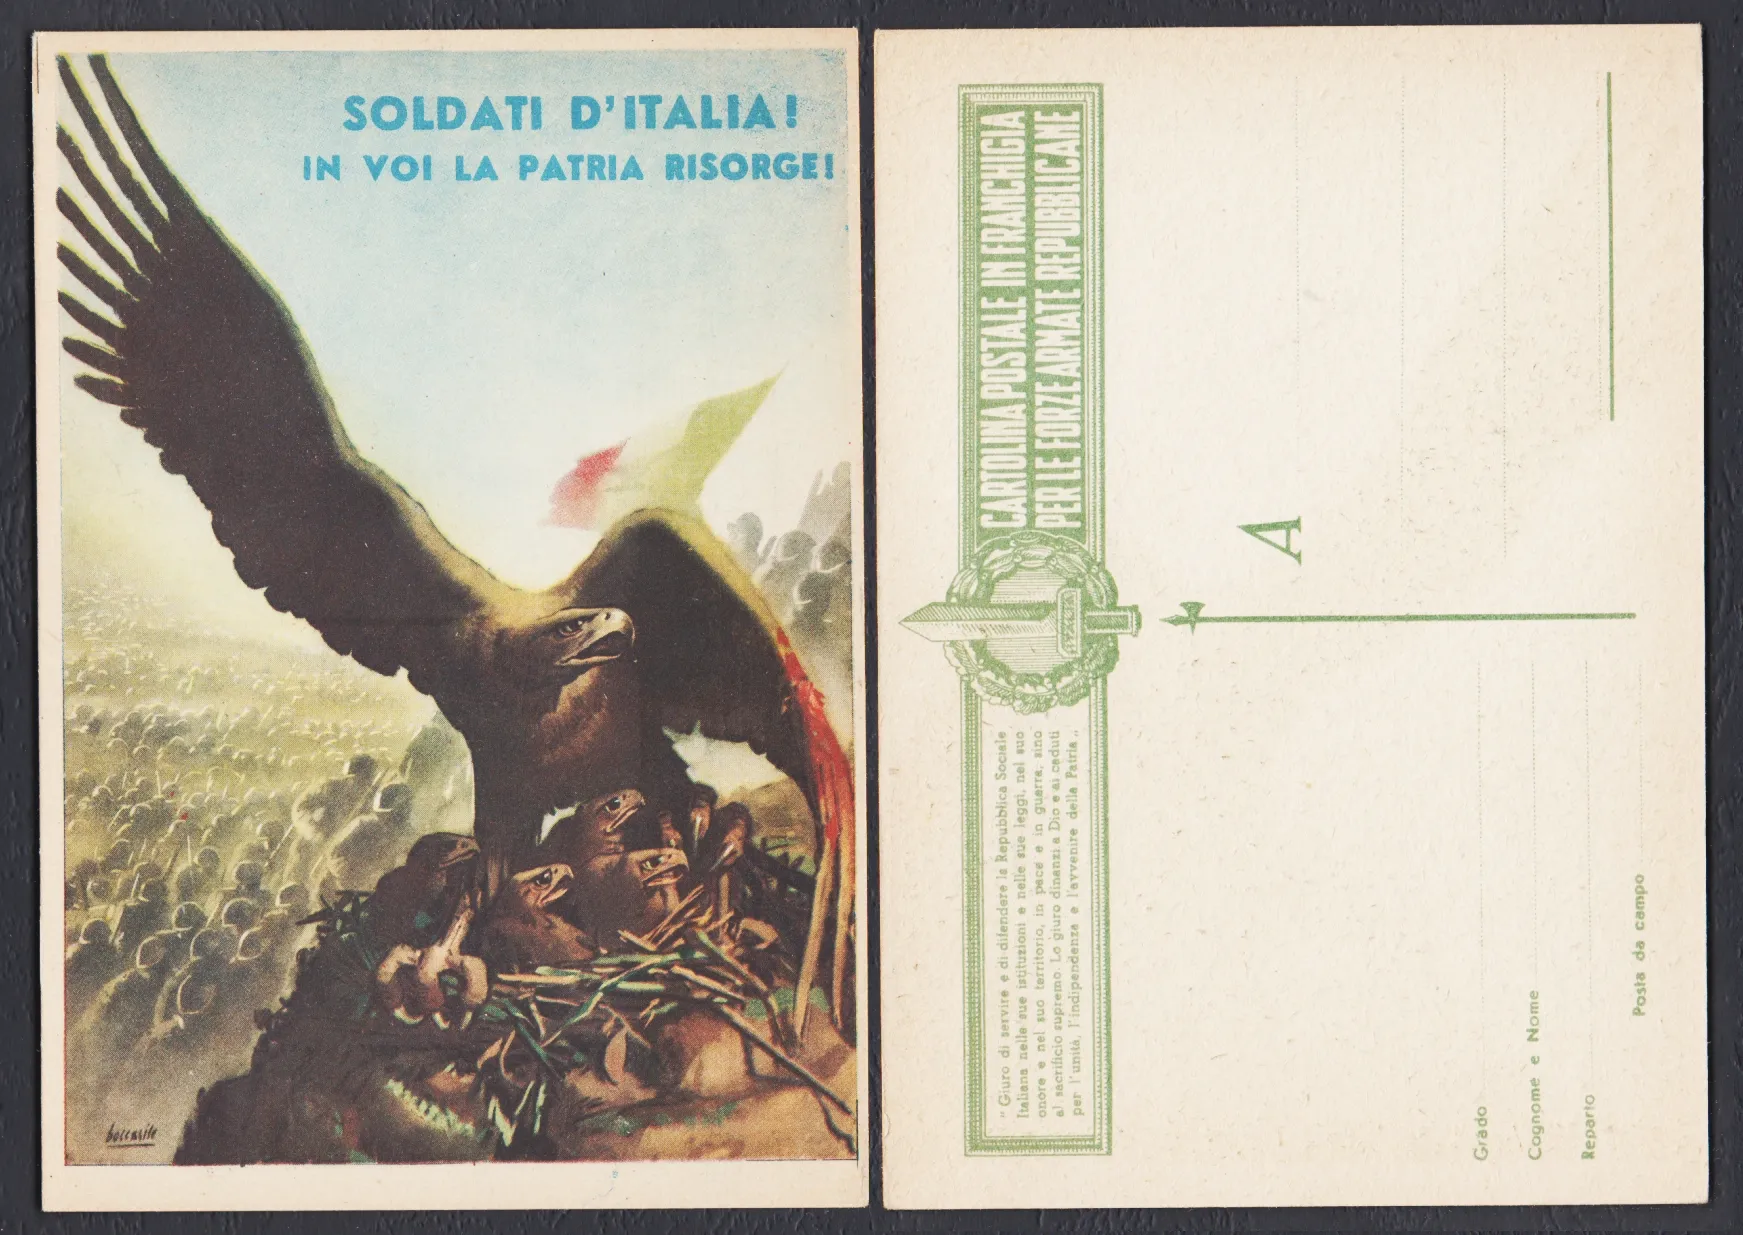 SOLDATI D'ITALIA!
IN VOI LA PATRIA RISORGE!
boccasile
CARTOLINA POSTALE IN FRANCHIGIA
PER LE FORZE ARMATE REPUBBLICANE
"Giuro di servire e di difendere la Repubblica Sociale
Italiana nelle sue istituzioni e nelle sue leggi, nel suo
onore e nel suo territorio, in pace e in guerra, sino
al sacrificio supremo. Lo giuro dinanzi a Dio e ai caduti
per l'unità, l'indipendenza e l'avvenire della Patria„
A
Grado
Cognome e Nome
Reparto
Posta da campo